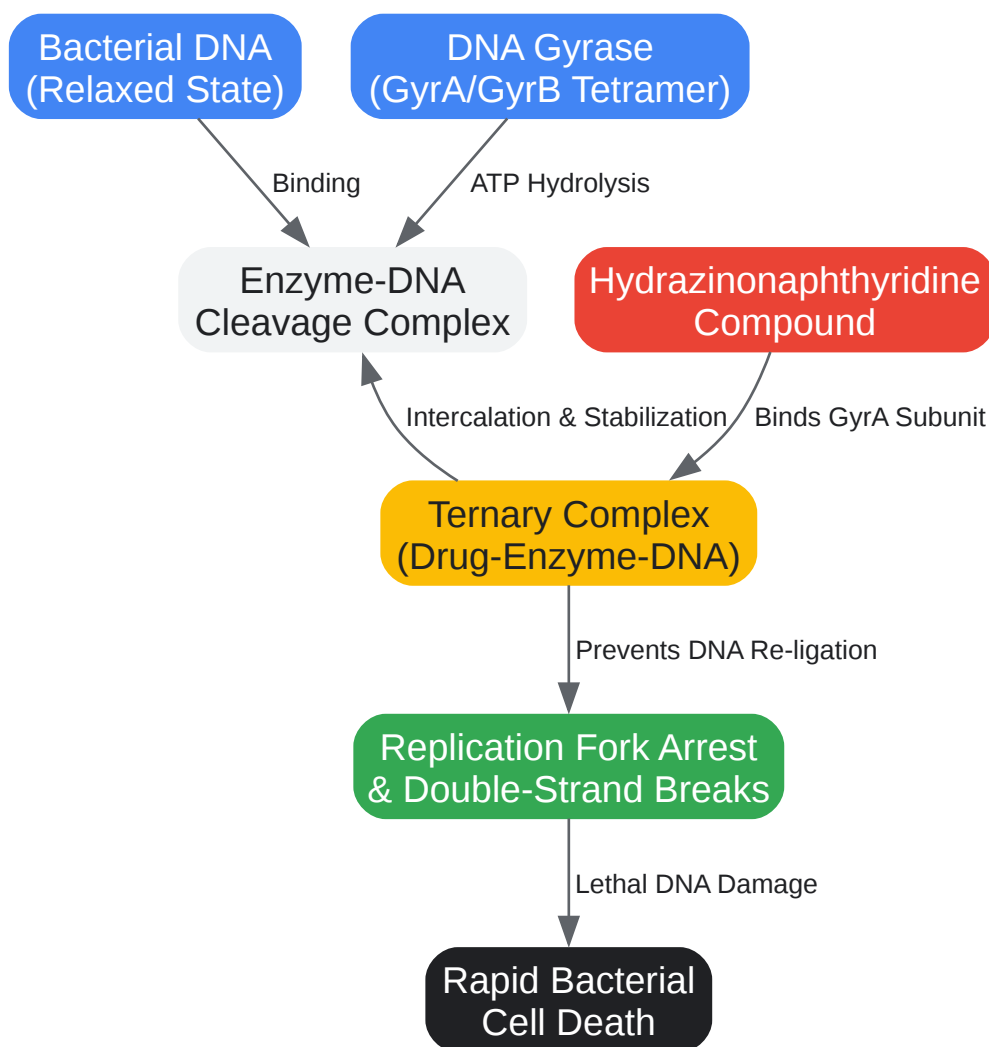 Bacterial DNA
(Relaxed State)
DNA Gyrase
(GyrA/GyrB Tetramer)
Binding
ATP Hydrolysis
Enzyme-DNA
Cleavage Complex
Hydrazinonaphthyridine
Compound
Intercalation & Stabilization
Binds GyrA Subunit
Ternary Complex
(Drug-Enzyme-DNA)
Prevents DNA Re-ligation
Replication Fork Arrest
& Double-Strand Breaks
Lethal DNA Damage
Rapid Bacterial
Cell Death